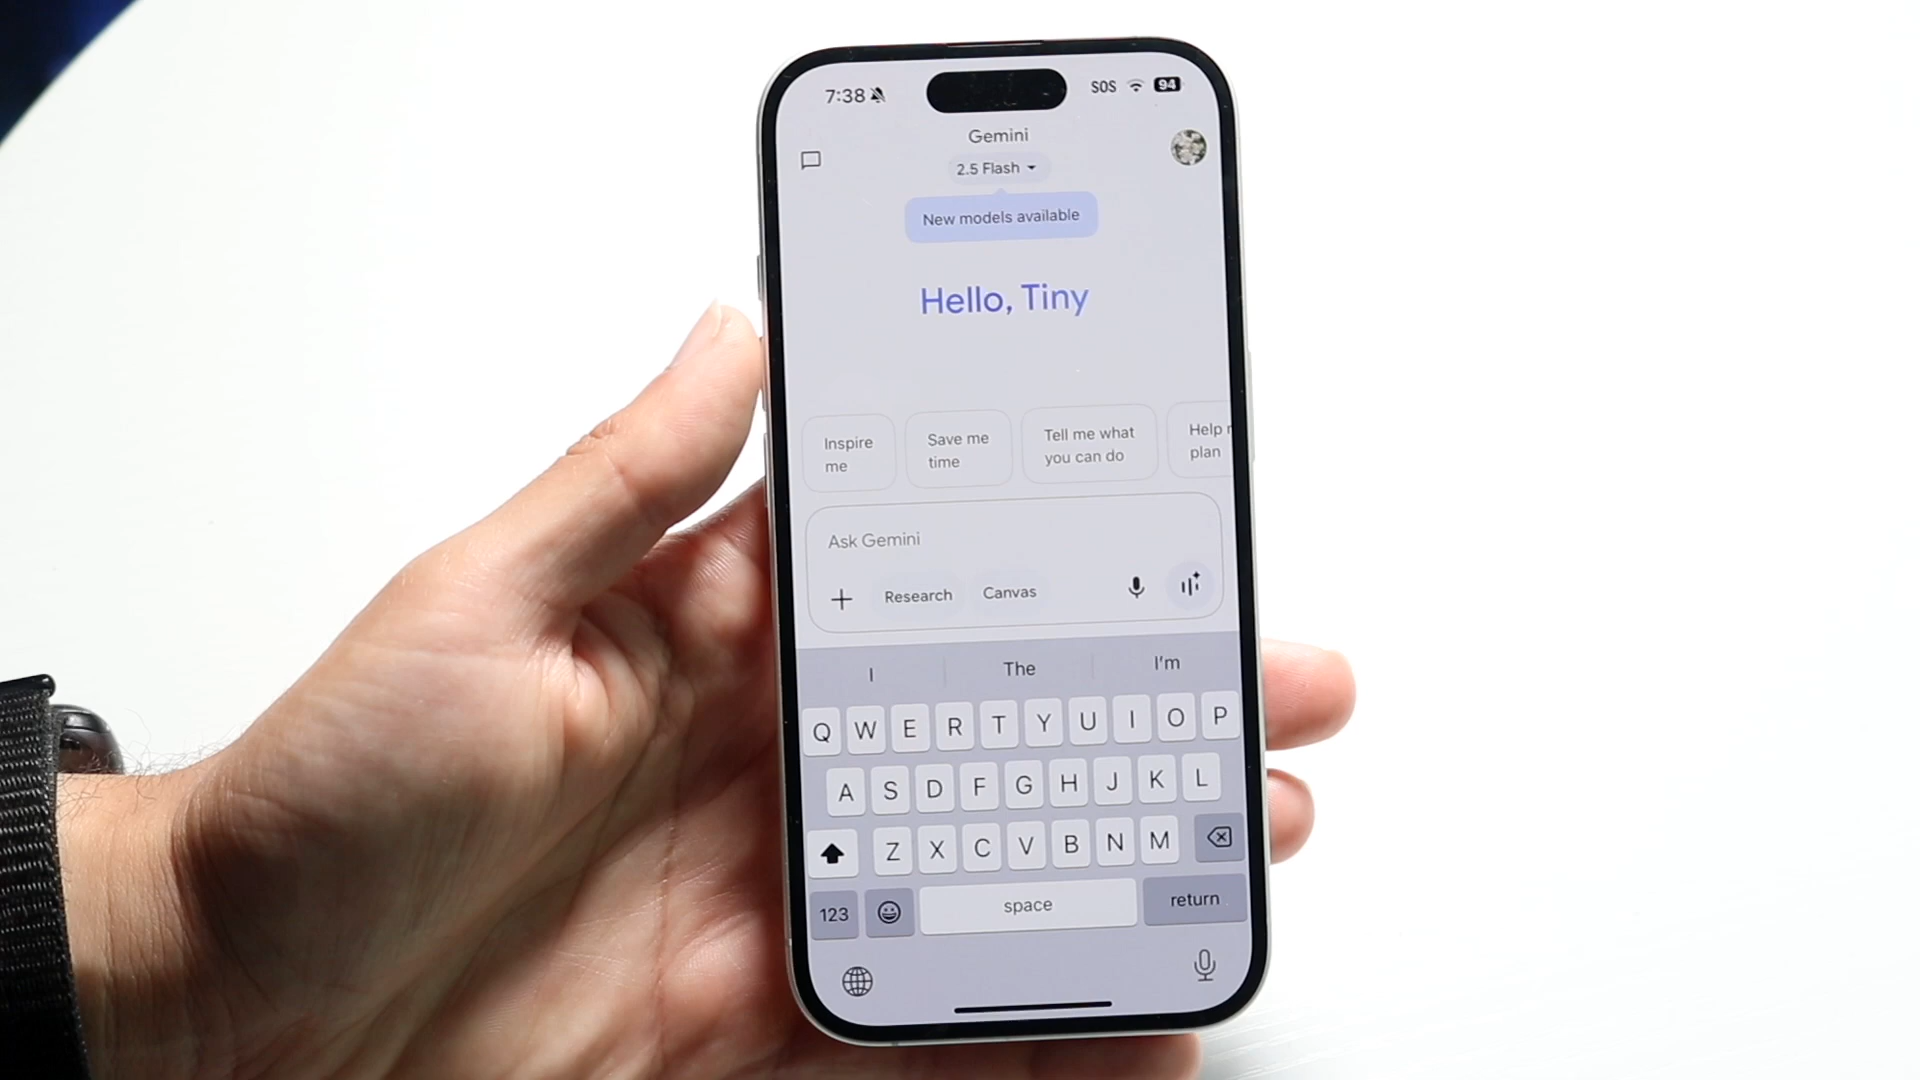 7:38
SOS
94
Gemini
2.5 Flash
New models available
Hello, Tiny
Inspire
me
Save me
time
Tell me what
you can do
Help
plan
Ask Gemini
Research Canvas
I The I'm
Q W E R T Y U I O P
A S D F G H J K L
Z X C V B N M
123 space return